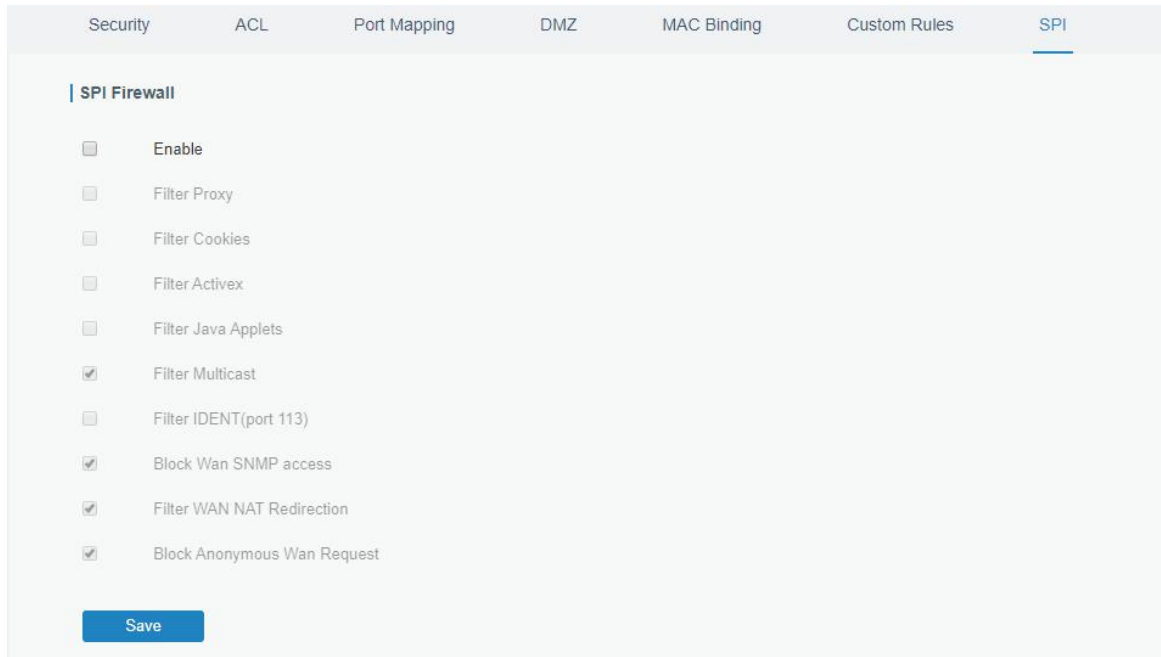 Security ACL Port Mapping DMZ MAC Binding Custom Rules SPI
SPI Firewall
Enable
Filter Proxy
Filter Cookies
Filter Activex
Filter Java Applets
Filter Multicast
Filter IDENT(port 113)
Block Wan SNMP access
Filter WAN NAT Redirection
Block Anonymous Wan Request
Save